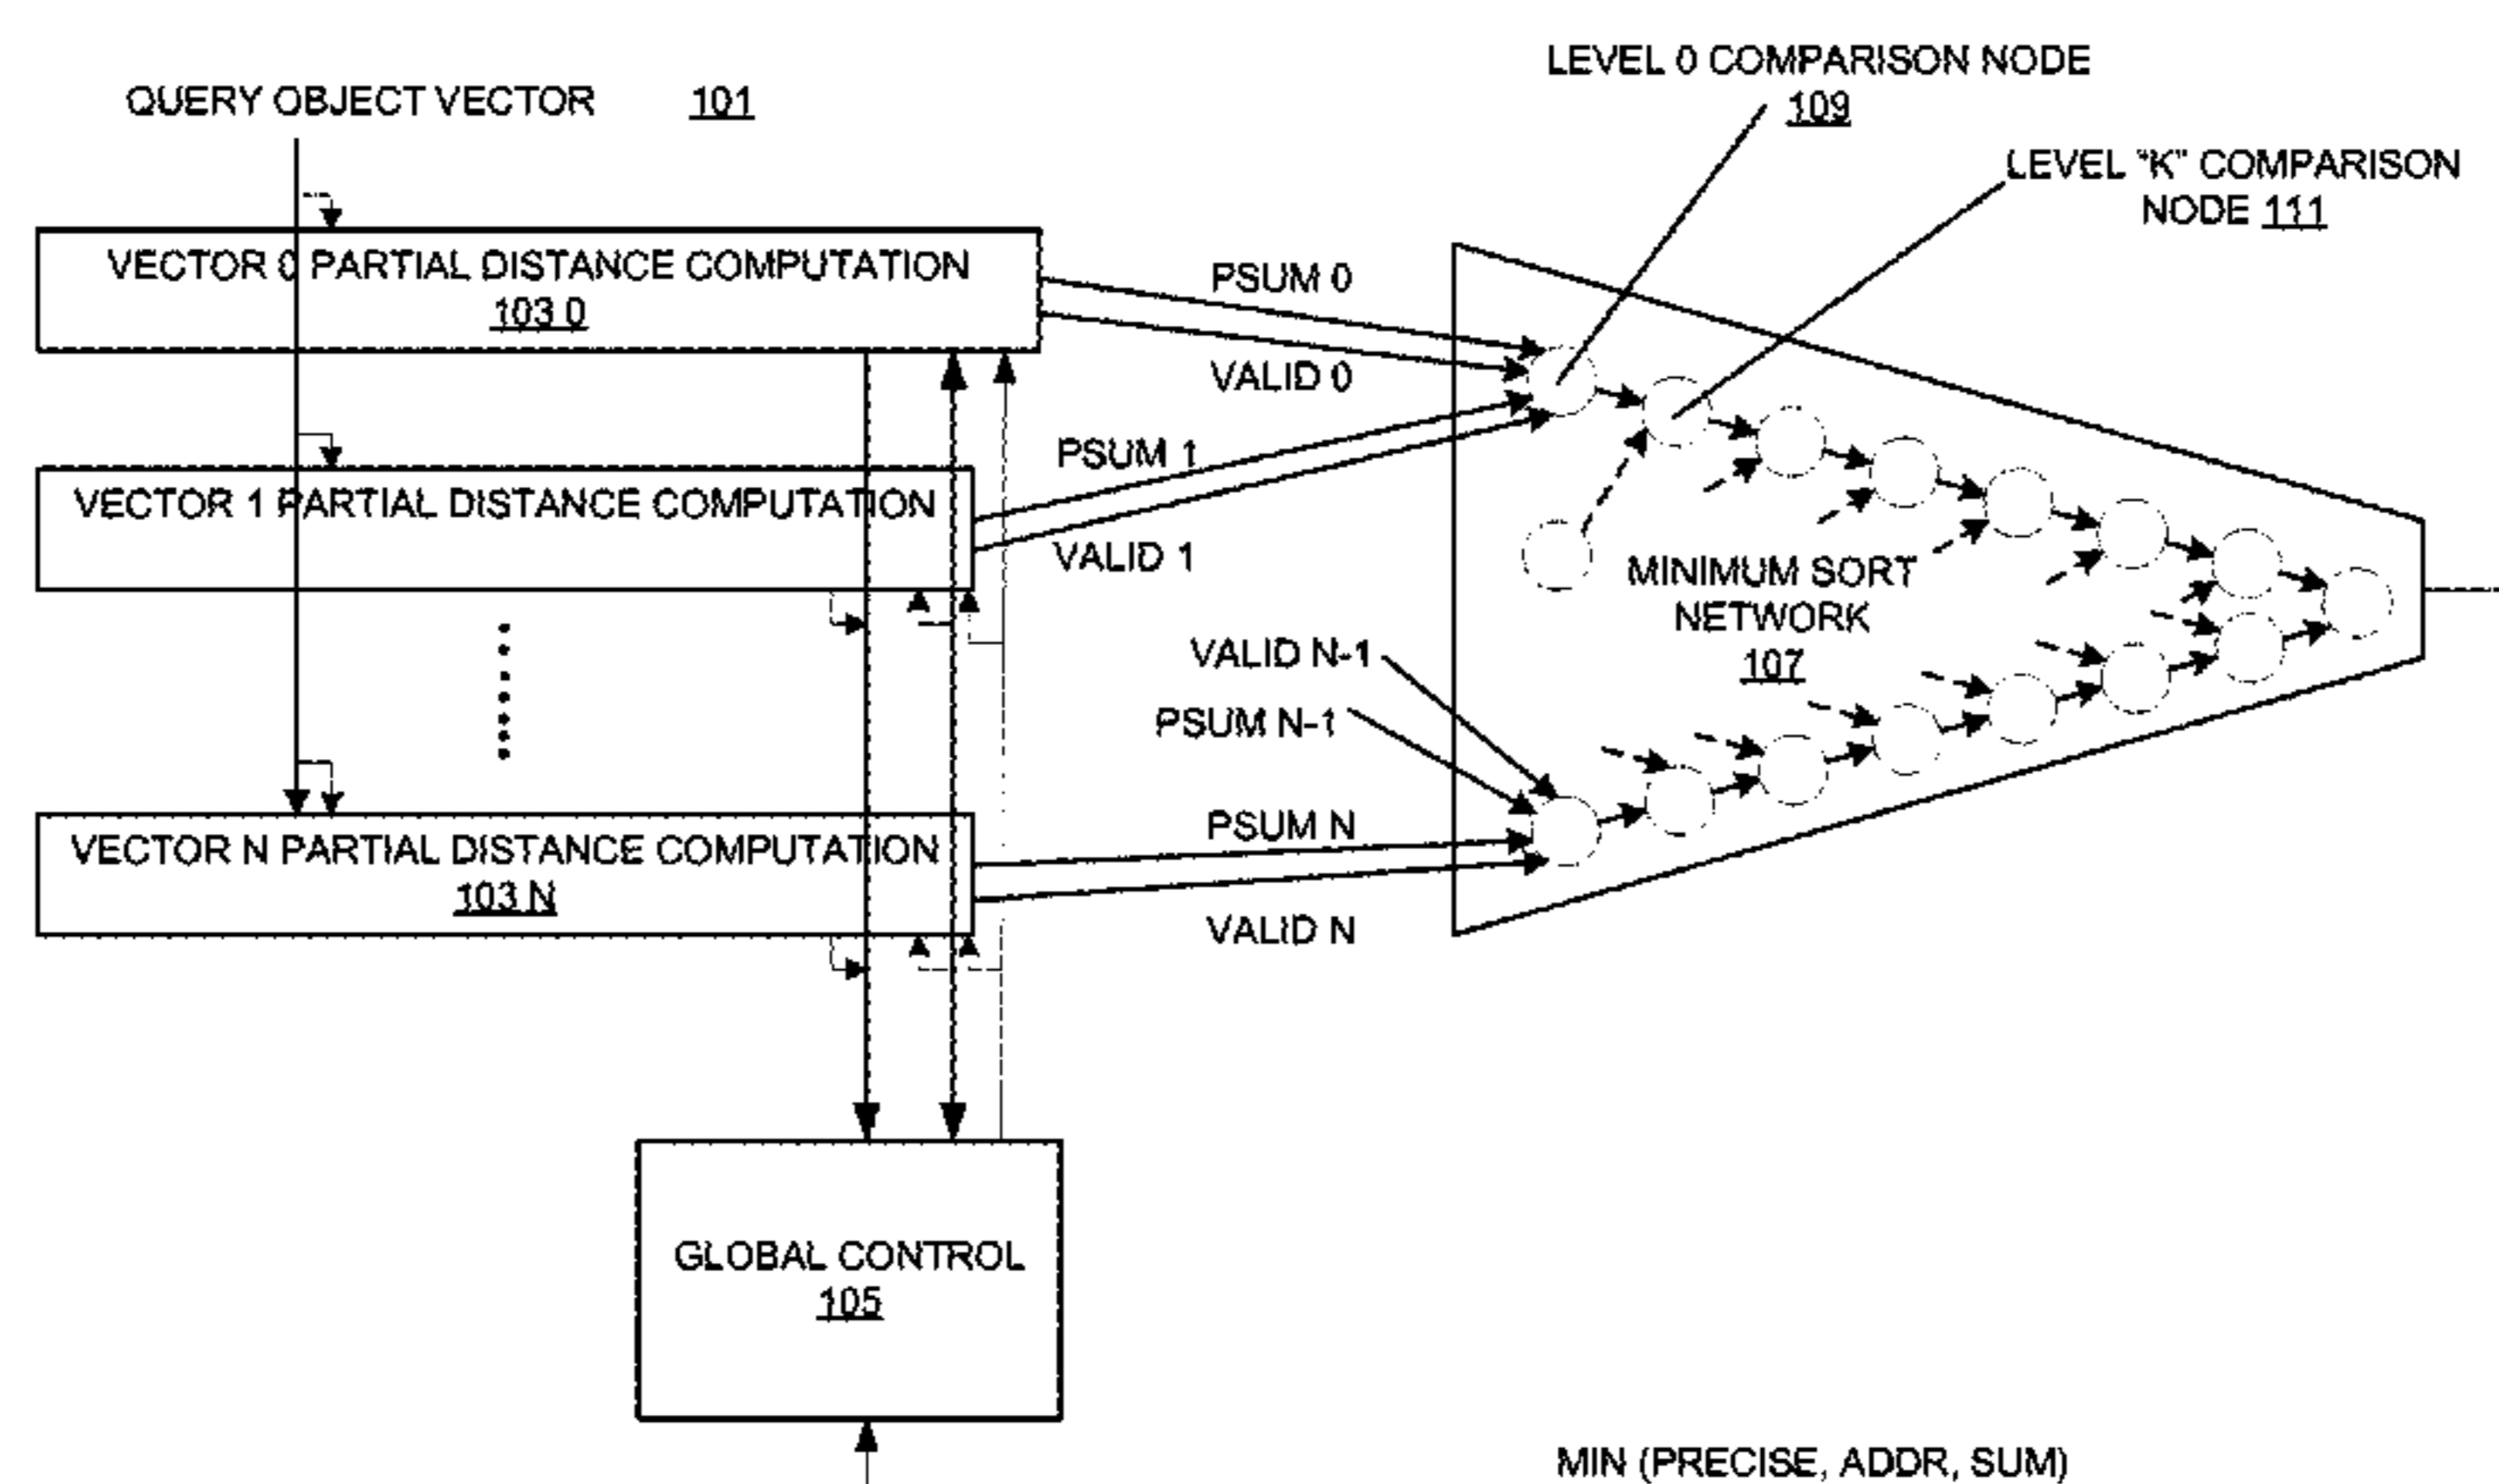 LEVEL 0 COMPARISON NODE
109
QUERY OBJECT VECTOR 101
LEVEL "K" COMPARISON
NODE 111
VECTOR 0 PARTIAL DISTANCE COMPUTATION
103 0
PSUM 0
VALID 0
PSUM 1
VECTOR 1 PARTIAL DISTANCE COMPUTATION
VALID 1
MINIMUM SORT
NETWORK
107
VALID N-1
PSUM N-1
PSUM N
VECTOR N PARTIAL DISTANCE COMPUTATION
103 N
VALID N
GLOBAL CONTROL
105
MIN (PRECISE, ADDR, SUM)